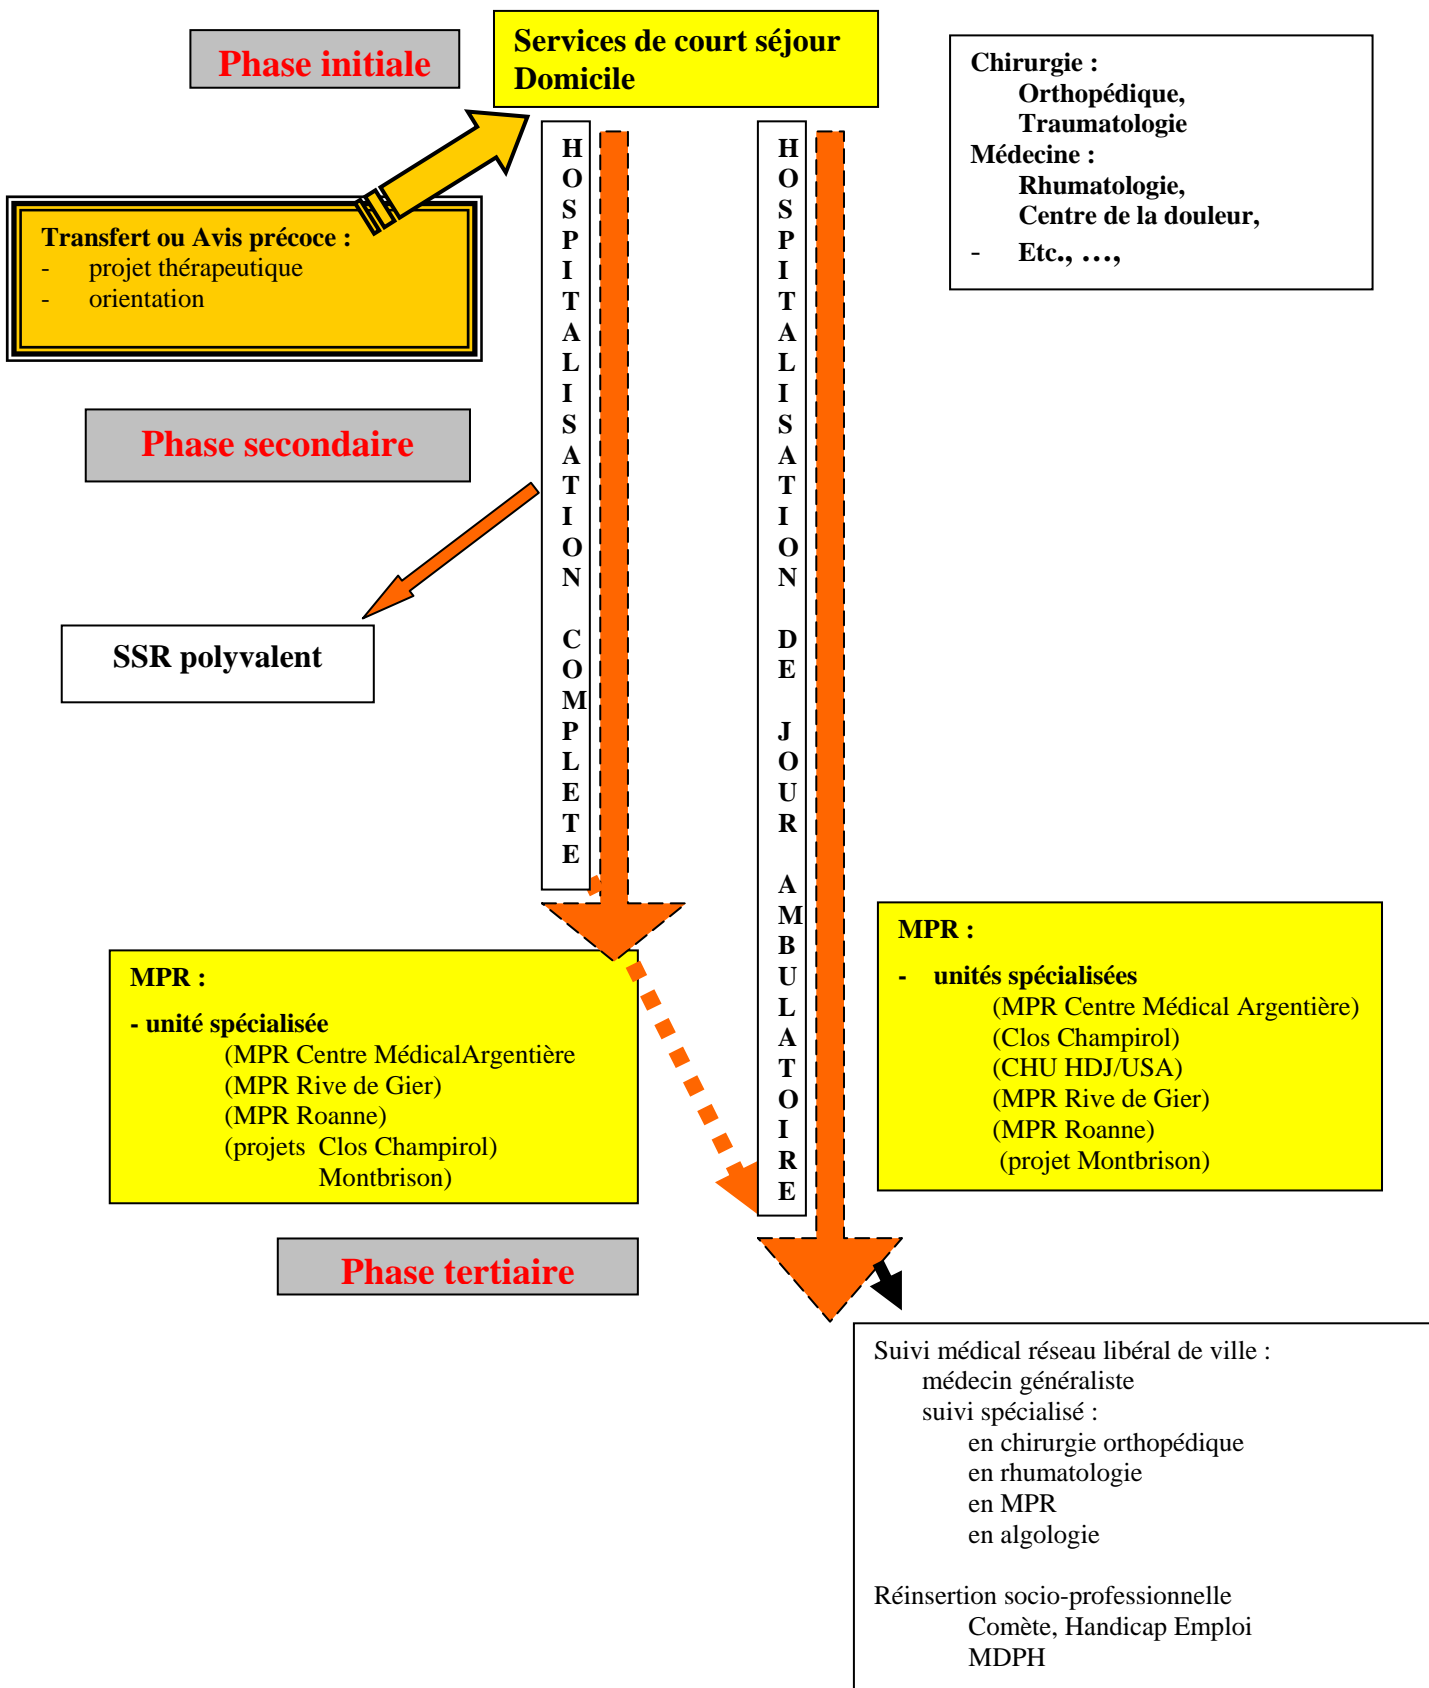 Phase initiale
Services de court séjour
Domicile
Chirurgie :
Orthopédique,
Traumatologie
Médecine :
Rhumatologie,
Centre de la douleur,
- Etc., …,
Transfert ou Avis précoce :
- projet thérapeutique
- orientation
HOSPITALISATION COMPLETE
HOSPITALISATION DE JOUR AMBULATOIRE
Phase secondaire
SSR polyvalent
MPR :
- unité spécialisée
(MPR Centre MédicalArgentière
(MPR Rive de Gier)
(MPR Roanne)
(projets Clos Champirol)
Montbrison)
MPR :
- unités spécialisées
(MPR Centre Médical Argentière)
(Clos Champirol)
(CHU HDJ/USA)
(MPR Rive de Gier)
(MPR Roanne)
(projet Montbrison)
Phase tertiaire
Suivi médical réseau libéral de ville :
médecin généraliste
suivi spécialisé :
en chirurgie orthopédique
en rhumatologie
en MPR
en algologie
Réinsertion socio-professionnelle
Comète, Handicap Emploi
MDPH